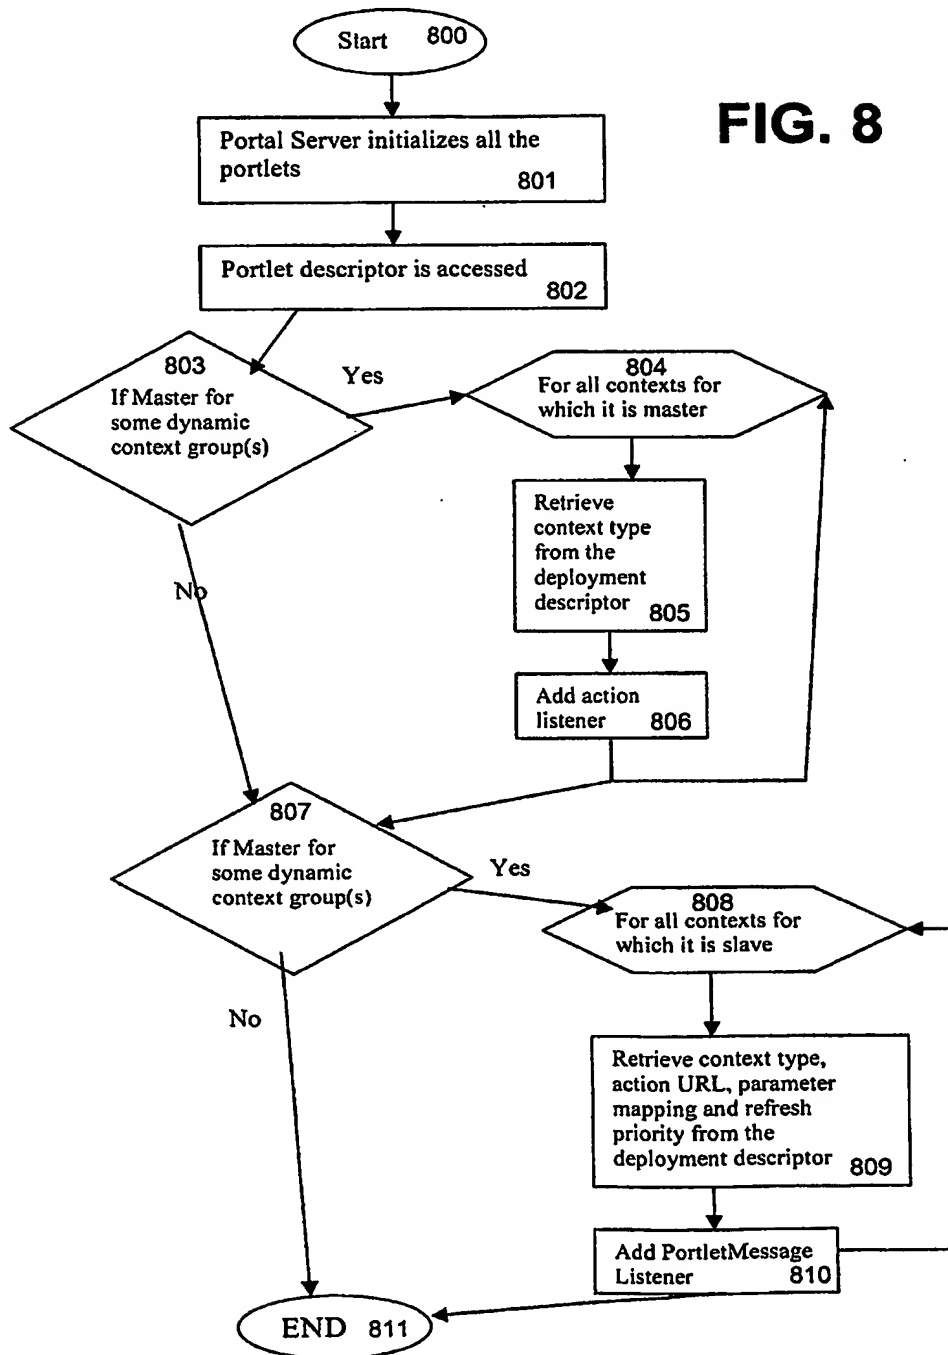 Start 800
FIG. 8
Portal Server initializes all the
portlets
801
Portlet descriptor is accessed
802
803
If Master for
some dynamic
context group(s)
Yes
804
For all contexts for
which it is master
Retrieve
context type
from the
deployment
descriptor 805
No
Add action
listener 806
807
If Master for
some dynamic
context group(s)
Yes
808
For all contexts for
which it is slave
No
Retrieve context type,
action URL, parameter
mapping and refresh
priority from the
deployment descriptor 809
Add PortletMessage
Listener 810
END 811